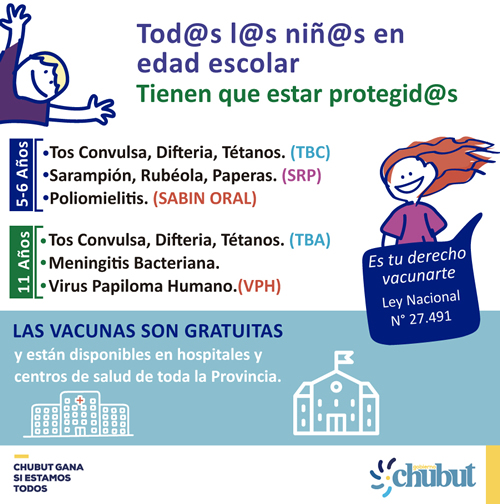 Tod@s l@s niñ@s en
edad escolar
Tienen que estar protegid@s
5-6 Años
•Tos Convulsa, Difteria, Tétanos. (TBC)
•Sarampión, Rubéola, Paperas. (SRP)
•Poliomielitis. (SABIN ORAL)
11 Años
•Tos Convulsa, Difteria, Tétanos. (TBA)
•Meningitis Bacteriana.
•Virus Papiloma Humano.(VPH)
Es tu derecho
vacunarte
Ley Nacional
N° 27.491
LAS VACUNAS SON GRATUITAS
y están disponibles en hospitales y
centros de salud de toda la Provincia.
CHUBUT GANA
SI ESTAMOS
TODOS
chubut